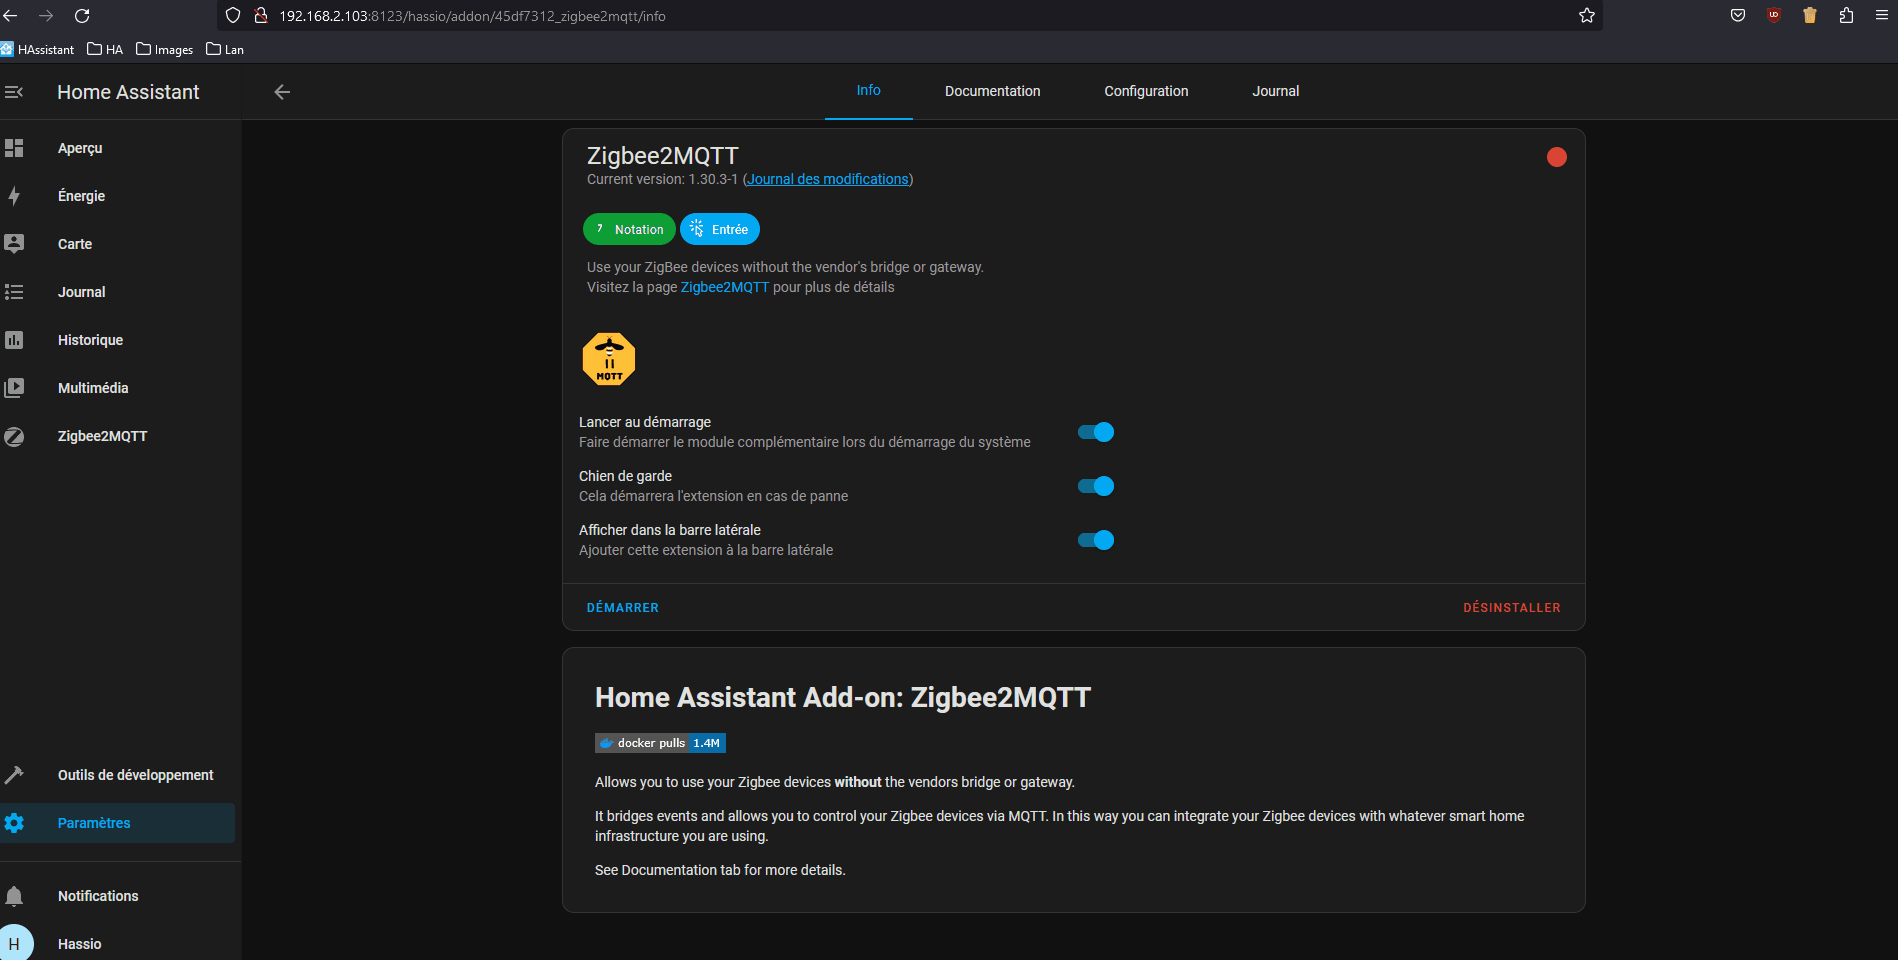 192.168.2.103:8123/hassio/addon/45df7312_zigbee2mqtt/info
HAssistant HA Images Lan
Home Assistant
Info Documentation Configuration Journal
Aperçu
Énergie
Carte
Journal
Historique
Multimédia
Zigbee2MQTT
Outils de développement
Paramètres
Notifications
H Hassio
Zigbee2MQTT
Current version: 1.30.3-1 (Journal des modifications)
7 Notation Entrée
Use your ZigBee devices without the vendor's bridge or gateway.
Visitez la page Zigbee2MQTT pour plus de détails
MQTT
Lancer au démarrage
Faire démarrer le module complémentaire lors du démarrage du système
Chien de garde
Cela démarrera l'extension en cas de panne
Afficher dans la barre latérale
Ajouter cette extension à la barre latérale
DÉMARRER DÉSINSTALLER
Home Assistant Add-on: Zigbee2MQTT
docker pulls 1.4M
Allows you to use your Zigbee devices without the vendors bridge or gateway.
It bridges events and allows you to control your Zigbee devices via MQTT. In this way you can integrate your Zigbee devices with whatever smart home
infrastructure you are using.
See Documentation tab for more details.